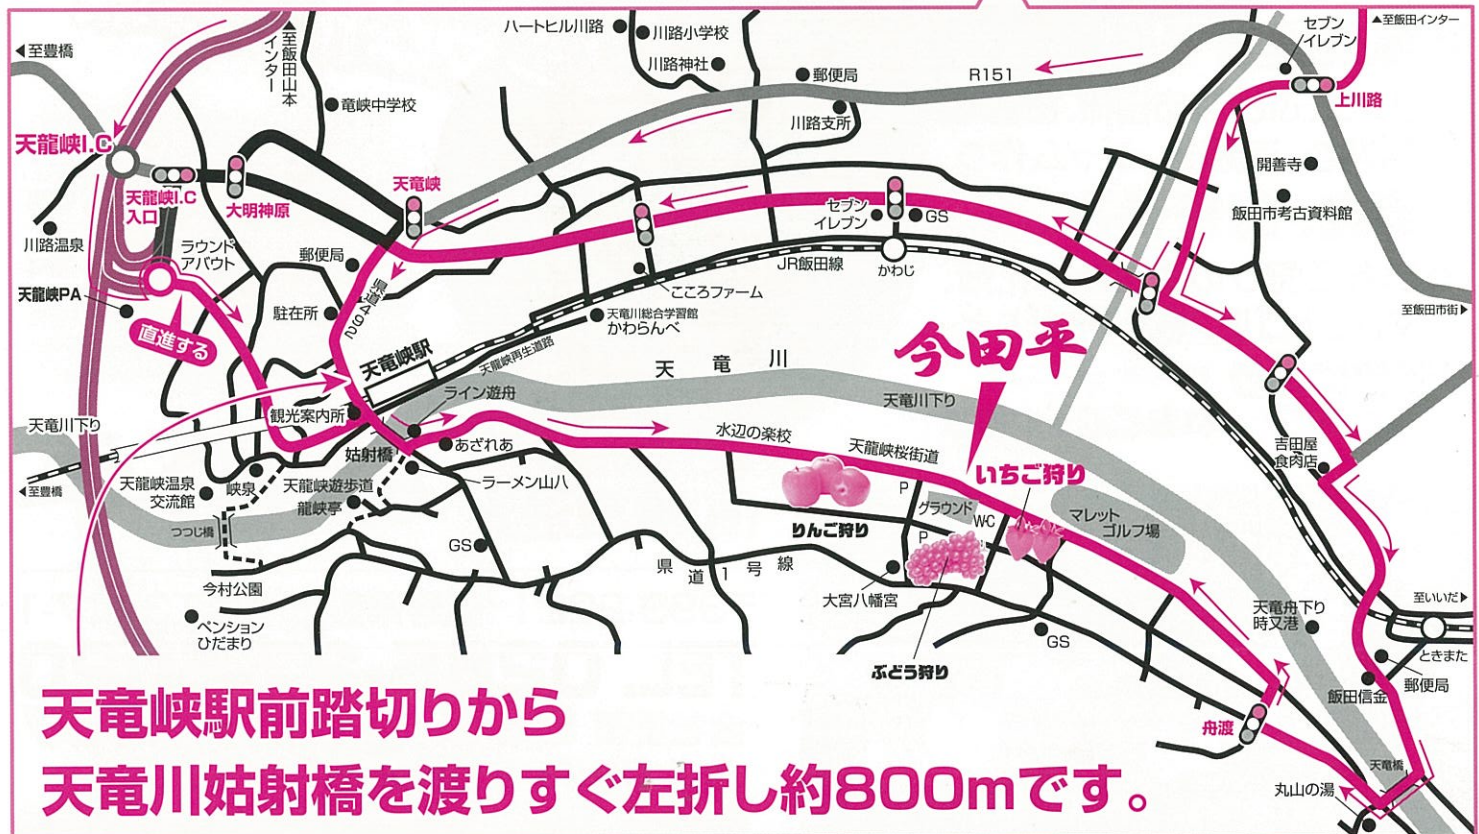 ◀至豊橋
▲至飯田山本
インター
ハートヒル川路
川路小学校
川路神社
郵便局
R151
セブン
イレブン
▲至飯田インター
竜峡中学校
川路支所
上川路
天龍峡I.C
天龍峡I.C
入口
大明神原
天竜峡
開善寺
飯田市考古資料館
川路温泉
ラウンド
アバウト
郵便局
セブン
イレブン
GS
JR飯田線
かわじ
天龍峡PA
直進する
駐在所
県道492
こころファーム
天竜川総合学習館
かわらんべ
至飯田市街▶
天竜峡駅
天龍峡再生道路
天竜川
今田平
ライン遊舟
天竜川下り
天竜川下り
観光案内所
姑射橋
あざれあ
水辺の楽校
天龍峡桜街道
吉田屋
食肉店
いちご狩り
◀至豊橋
天龍峡温泉
交流館
峡泉
天龍峡遊歩道
龍峡亭
ラーメン山八
りんご狩り
P
グラウンド
W・C
マレット
ゴルフ場
つつじ橋
GS
県道1号線
P
今村公園
大宮八幡宮
天竜舟下り
時又港
至いいだ▶
ペンション
ひだまり
GS
ときまた
ぶどう狩り
飯田信金
郵便局
舟渡
天竜橋
丸山の湯
天竜峡駅前踏切りから
天竜川姑射橋を渡りすぐ左折し約800mです。